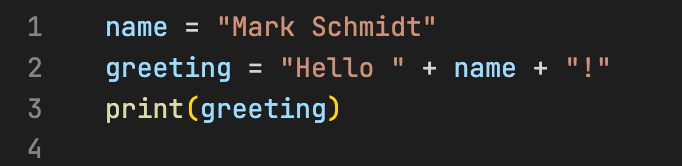 1 name = "Mark Schmidt"
2 greeting = "Hello " + name + "!"
3 print(greeting)
4